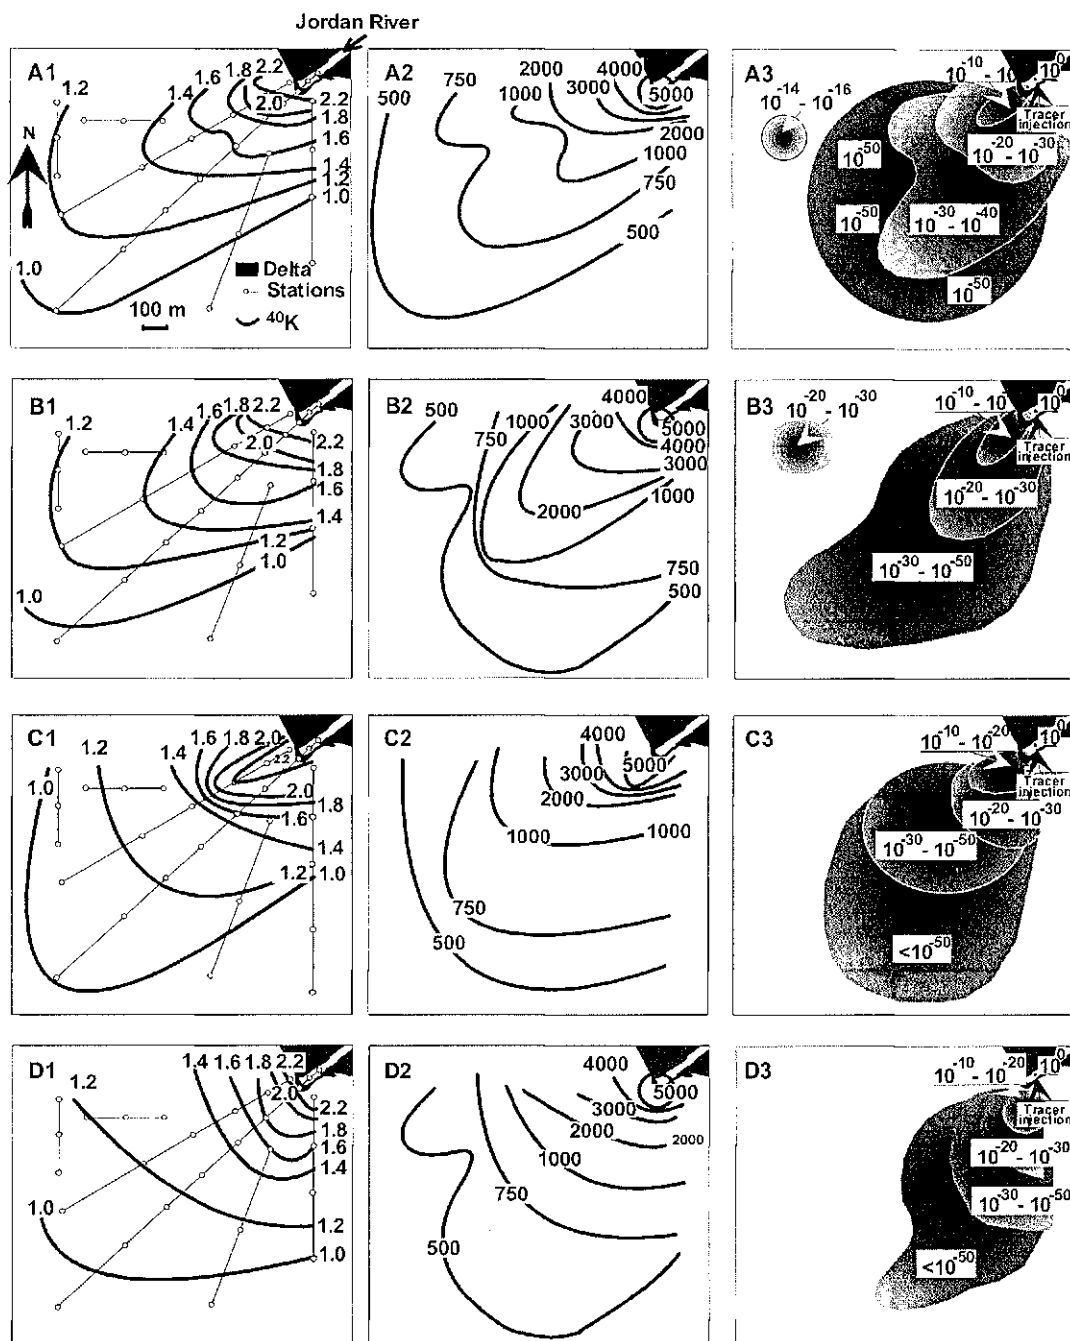 Jordan River
A1
1.2
1.4
1.6
1.8
2.2
2.0
2.2
1.8
1.6
1.4
1.2
1.0
1.0
N
Delta
Stations
⁴⁰K
100 m
A2
500
750
1000
2000
3000
4000
5000
2000
1000
750
500
A3
10⁻¹⁴ - 10⁻¹⁶
10⁰
Tracer
injection
10⁻²⁰ - 10⁻³⁰
10⁻⁵⁰
10⁻⁵⁰
10⁻³⁰ - 10⁻⁴⁰
10⁻⁵⁰
B1
1.2
1.4
1.6
1.8
2.2
2.0
2.2
1.8
1.6
1.4
1.2
1.0
1.0
B2
500
750
1000
3000
4000
5000
4000
3000
1000
2000
750
500
B3
10⁻²⁰ - 10⁻³⁰
10⁰
Tracer
injection
10⁻²⁰ - 10⁻³⁰
10⁻³⁰ - 10⁻⁵⁰
C1
1.0
1.2
1.4
1.6
1.8
2.0
2.2
2.0
1.8
1.6
1.4
1.2
1.0
C2
4000
5000
3000
2000
1000
1000
750
500
C3
10⁻¹⁰ - 10⁻²⁰
10⁰
Tracer
injection
10⁻²⁰ - 10⁻³⁰
10⁻³⁰ - 10⁻⁵⁰
<10⁻⁵⁰
D1
1.2
1.4
1.6
1.8
2.2
2.0
2.2
1.8
1.6
1.4
1.2
1.0
1.0
D2
4000
5000
3000
2000
2000
1000
750
500
D3
10⁻¹⁰ - 10⁻²⁰
10⁰
Tracer
injection
10⁻²⁰ - 10⁻³⁰
10⁻³⁰ - 10⁻⁵⁰
<10⁻⁵⁰